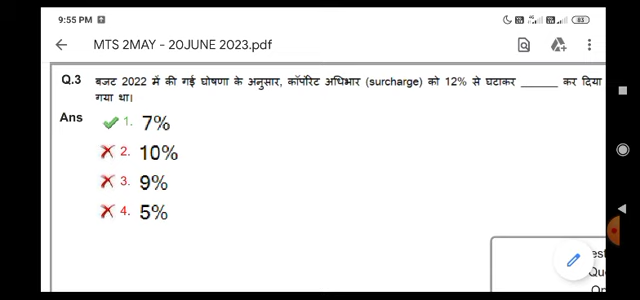 9:55 PM
83
MTS 2MAY - 20JUNE 2023.pdf
Q.3 बजट 2022 में की गई घोषणा के अनुसार, कॉर्पोरेट अधिभार (surcharge) को 12% से घटाकर ______ कर दिया
गया था।
Ans
1. 7%
2. 10%
3. 9%
4. 5%